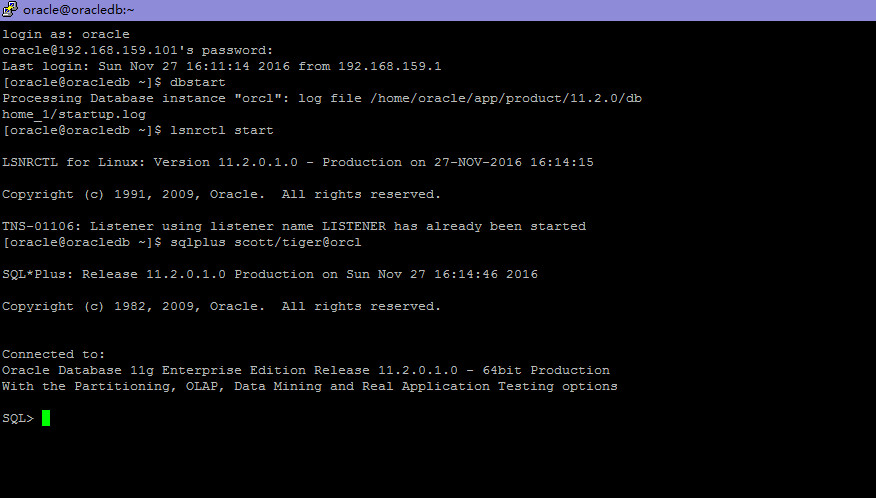 oracle@oracledb:~
login as: oracle
oracle@192.168.159.101's password:
Last login: Sun Nov 27 16:11:14 2016 from 192.168.159.1
[oracle@oracledb ~]$ dbstart
Processing Database instance "orcl": log file /home/oracle/app/product/11.2.0/db
home_1/startup.log
[oracle@oracledb ~]$ lsnrctl start
LSNRCTL for Linux: Version 11.2.0.1.0 - Production on 27-NOV-2016 16:14:15
Copyright (c) 1991, 2009, Oracle.  All rights reserved.
TNS-01106: Listener using listener name LISTENER has already been started
[oracle@oracledb ~]$ sqlplus scott/tiger@orcl
SQL*Plus: Release 11.2.0.1.0 Production on Sun Nov 27 16:14:46 2016
Copyright (c) 1982, 2009, Oracle.  All rights reserved.
Connected to:
Oracle Database 11g Enterprise Edition Release 11.2.0.1.0 - 64bit Production
With the Partitioning, OLAP, Data Mining and Real Application Testing options
SQL>